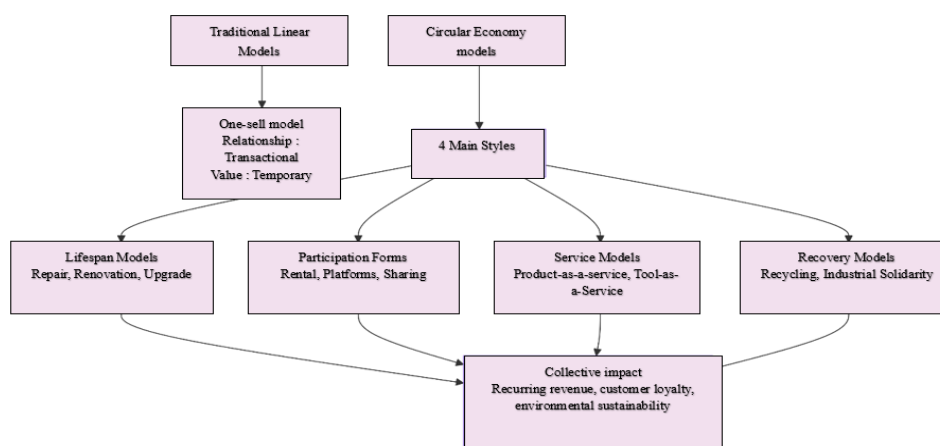 Traditional Linear
Models
Circular Economy
models
One-sell model
Relationship :
Transactional
Value : Temporary
4 Main Styles
Lifespan Models
Repair, Renovation, Upgrade
Participation Forms
Rental, Platforms, Sharing
Service Models
Product-as-a-service, Tool-as-
a-Service
Recovery Models
Recycling, Industrial Solidarity
Collective impact
Recurring revenue, customer loyalty,
environmental sustainability